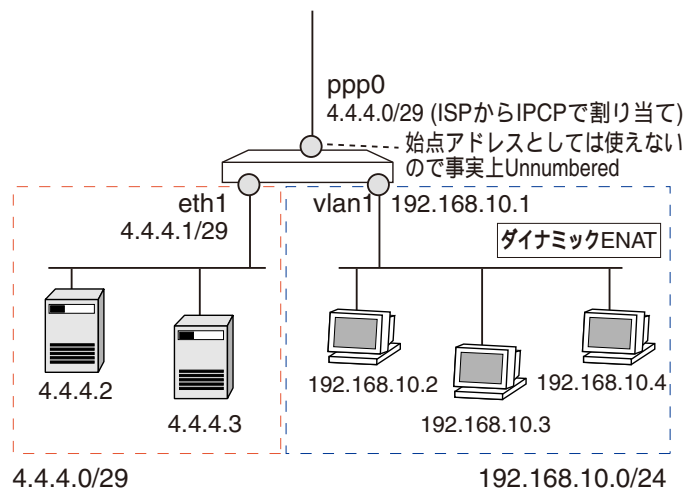 ppp0
4.4.4.0/29 (ISPからIPCPで割り当て)
始点アドレスとしては使えない
ので事実上Unnumbered
eth1
4.4.4.1/29
vlan1
192.168.10.1
ダイナミックENAT
4.4.4.2
4.4.4.3
192.168.10.2
192.168.10.3
192.168.10.4
4.4.4.0/29
192.168.10.0/24